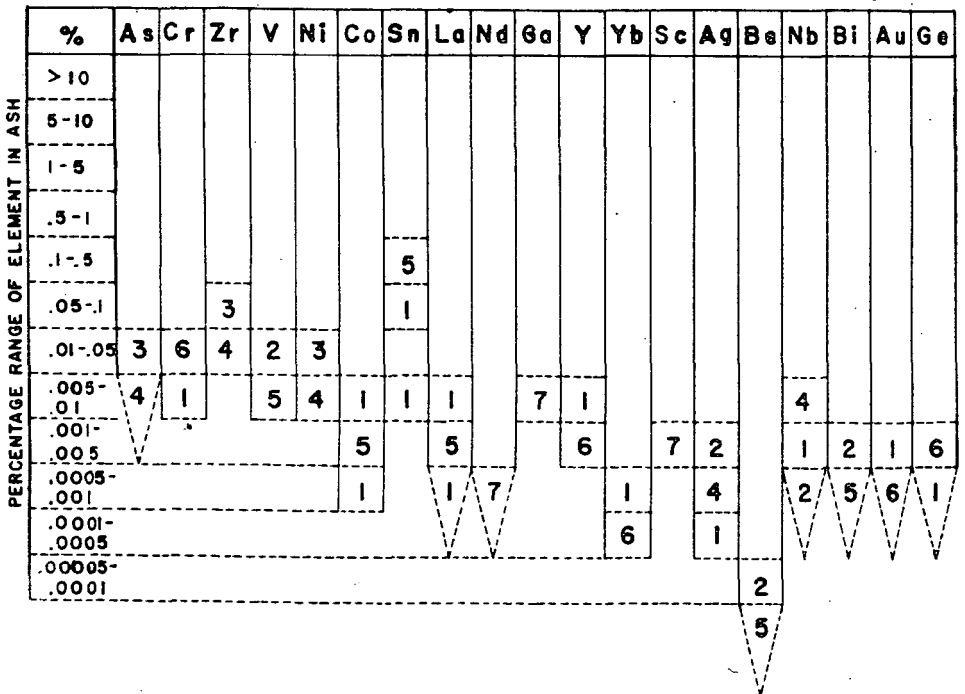 % As Cr Zr V Ni Co Sn La Nd Ga Y Yb Sc Ag Be Nb Bi Au Ge
PERCENTAGE RANGE OF ELEMENT IN ASH
>10
5-10
1-5
.5-1
.1-.5 5
.05-.1 3 1
.01-.05 3 6 4 2 3
.005-
.01 4 1 5 4 1 1 1 7 1 4
.001-
.005 5 5 6 7 2 1 2 1 6
.0005-
.001 1 1 7 1 4 2 5 6 1
.0001-
.0005 6 1
.00005-
.0001 2
5